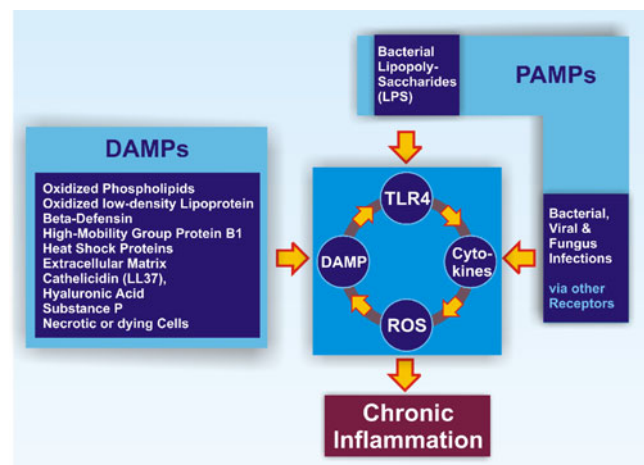 Bacterial
Lipopoly-
Saccharides
(LPS)
PAMPs
DAMPs
Oxidized Phospholipids
Oxidized low-density Lipoprotein
Beta-Defensin
High-Mobility Group Protein B1
Heat Shock Proteins
Extracellular Matrix
Cathelicidin (LL37),
Hyaluronic Acid
Substance P
Necrotic or dying Cells
TLR4
DAMP
Cyto-
kines
ROS
Bacterial,
Viral &
Fungus
Infections
via other
Receptors
Chronic
Inflammation